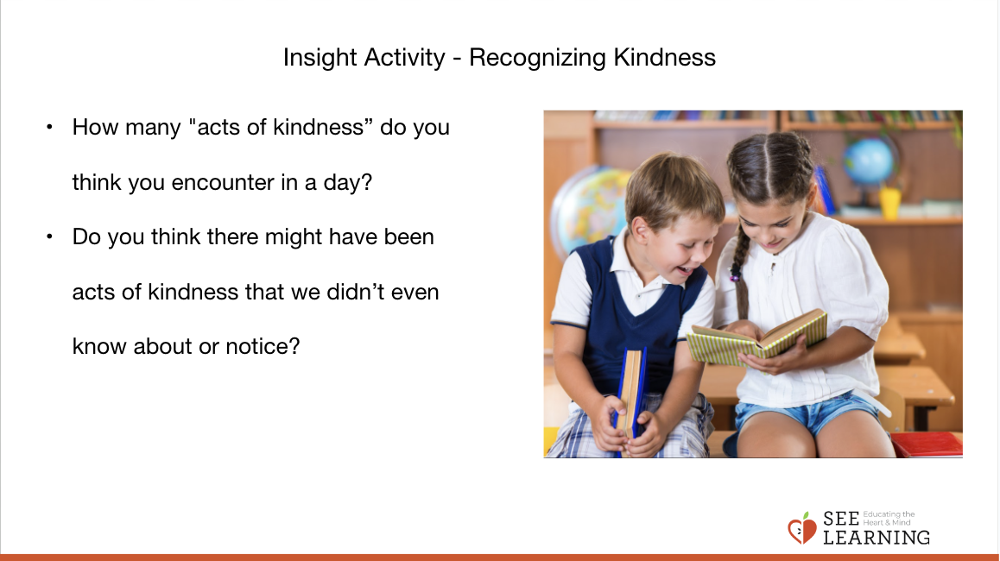 Insight Activity - Recognizing Kindness
• How many "acts of kindness” do you
think you encounter in a day?
• Do you think there might have been
acts of kindness that we didn’t even
know about or notice?
SEE Educating the
Heart & Mind
LEARNING